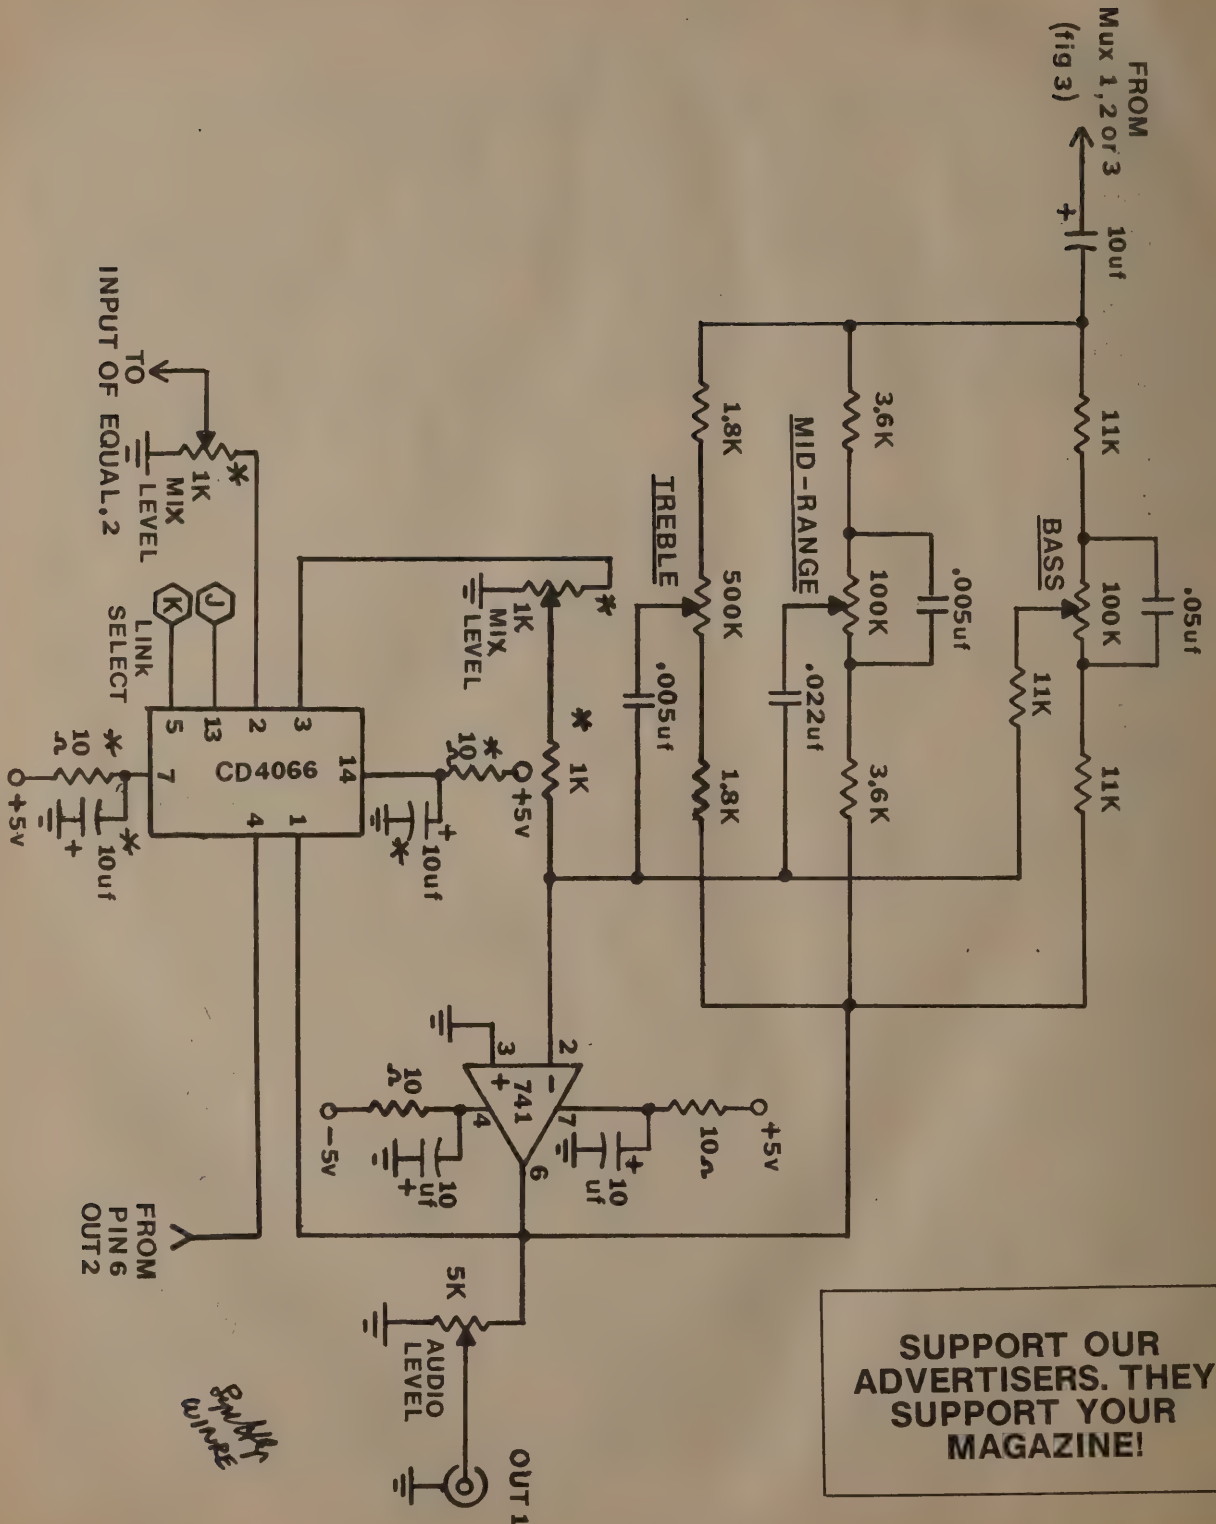 FROM
Mux 1,2 or 3
(fig 3)
+
10uf
11K
.05uf
BASS
100K
11K
11K
3.6K
.005uf
MID-RANGE
100K
.022uf
3.6K
1.8K
TREBLE
500K
.005uf
1.8K
*
1K
MIX
LEVEL
*
1K
*
1K
MIX
LEVEL
TO
INPUT OF EQUAL.2
LINK
SELECT
J
K
3
2
13
5
14
CD4066
7
1
4
*
10
Ω
+5v
+
10uf
*
*
10
Ω
+5v
*
10uf
+
2
3
-
+
741
7
4
6
10Ω
+5v
+
10
uf
10
Ω
-5v
10
uf
+
FROM
PIN 6
OUT2
5K
AUDIO
LEVEL
OUT 1
WINRE
SUPPORT OUR
ADVERTISERS. THEY
SUPPORT YOUR
MAGAZINE!